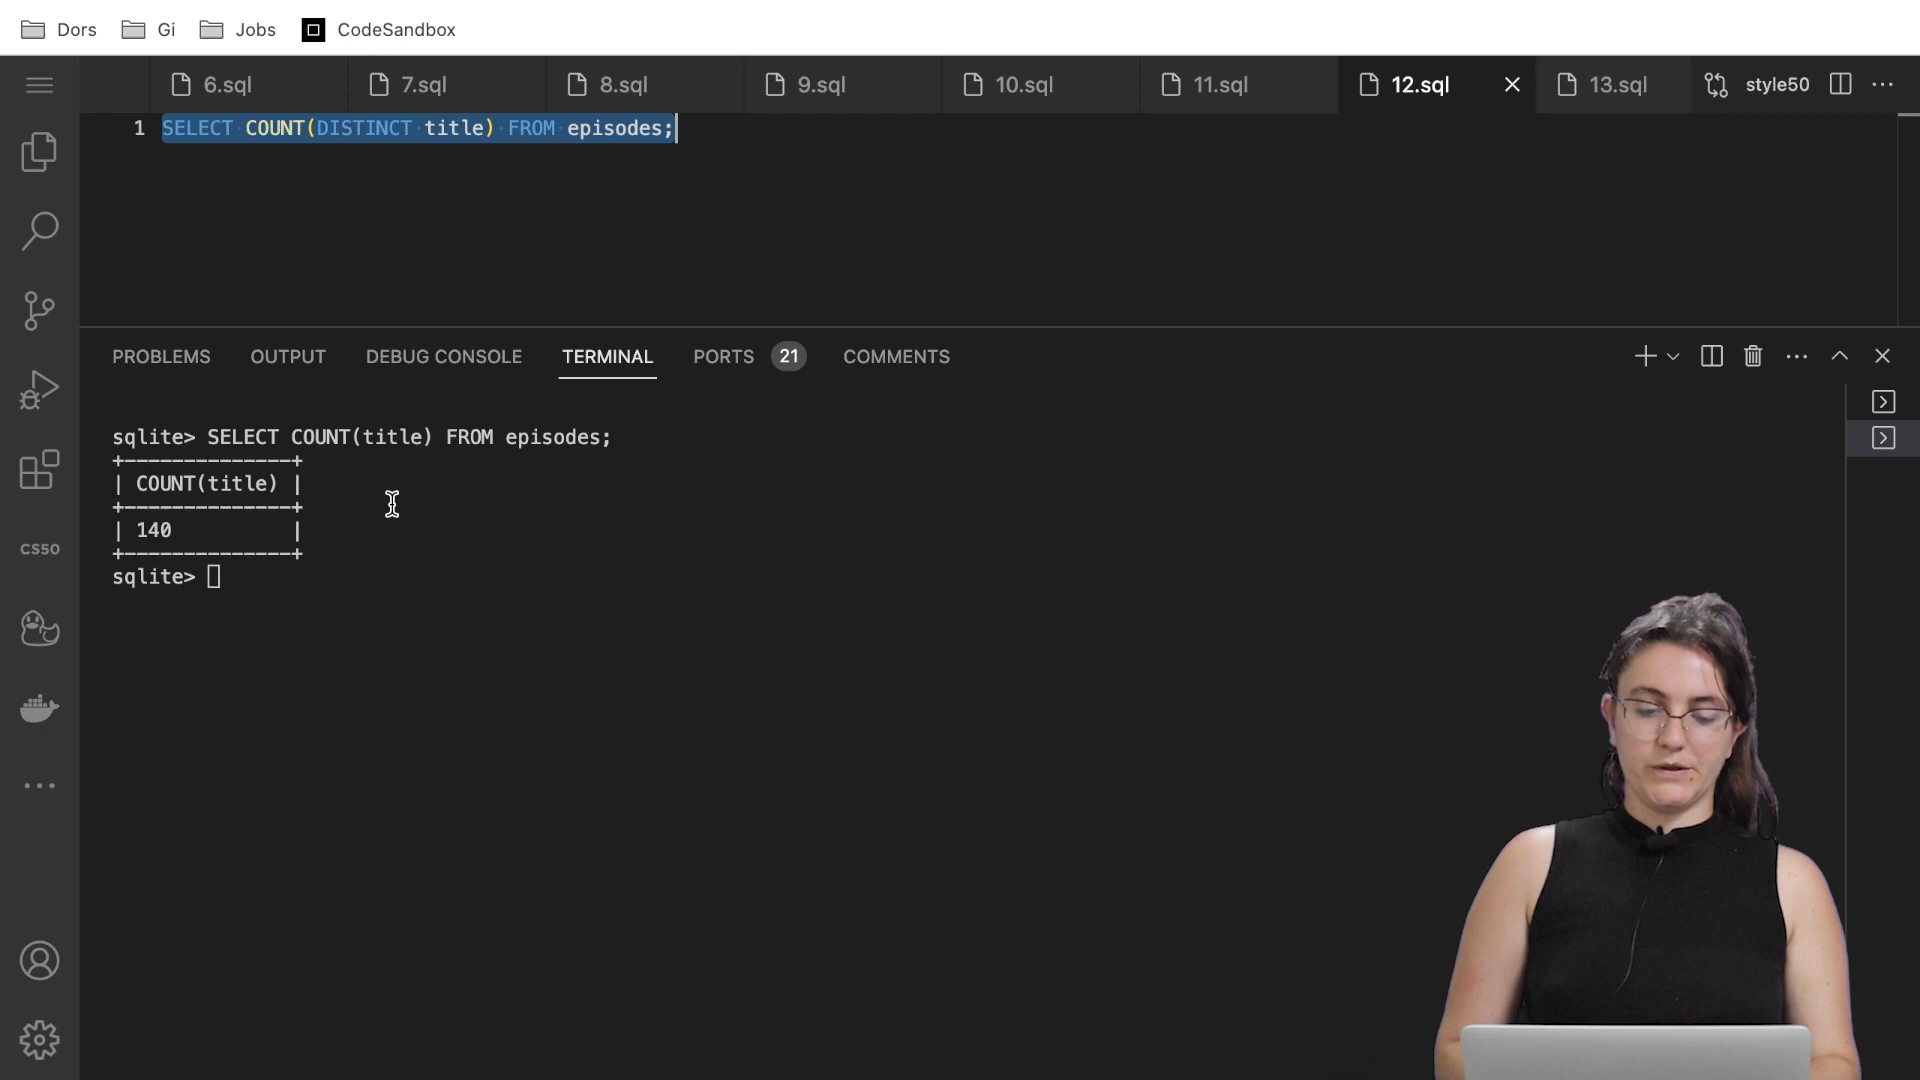 Dors Gi Jobs CodeSandbox
6.sql 7.sql 8.sql 9.sql 10.sql 11.sql 12.sql 13.sql style50
1 SELECT COUNT(DISTINCT title) FROM episodes;
PROBLEMS OUTPUT DEBUG CONSOLE TERMINAL PORTS 21 COMMENTS
sqlite> SELECT COUNT(title) FROM episodes;
+--------------+
| COUNT(title) |
+--------------+
| 140          |
+--------------+
sqlite>
CS50